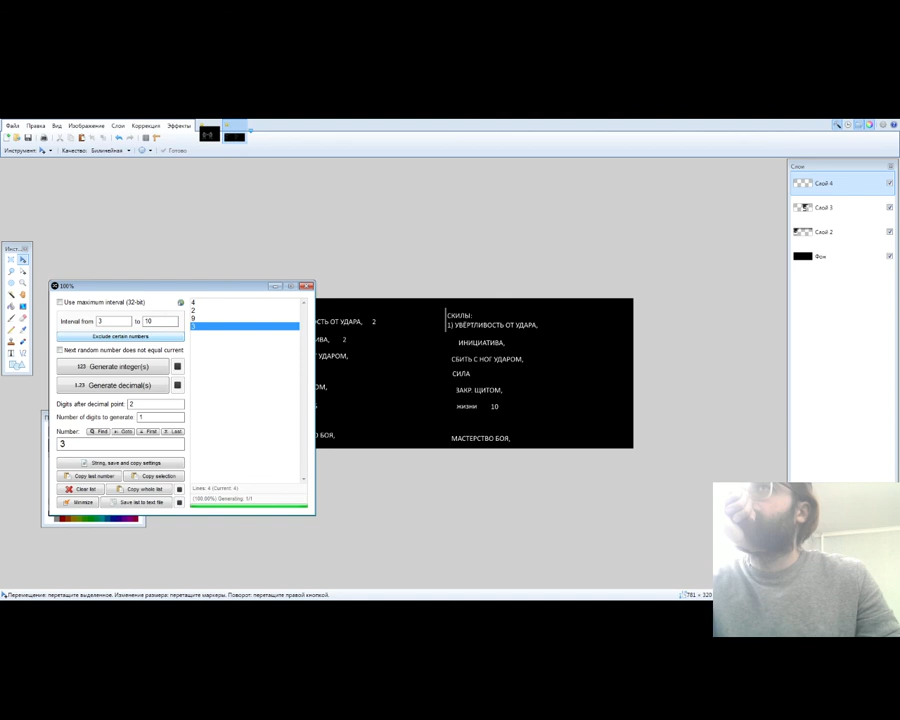 Файл Правка Вид Изображение Слои Коррекция Эффекты
Инструмент: Качество: Билинейная Готово
Слои
Слой 4
Слой 3
Слой 2
Фон
Инст...
100%
Use maximum interval (32-bit)
Interval from 3 to 10
Exclude certain numbers
Next random number does not equal current
123 Generate integer(s)
1.23 Generate decimal(s)
Digits after decimal point: 2
Number of digits to generate: 1
Number: Find Goto First Last
3
String, save and copy settings
Copy last number Copy selection
Clear list Copy whole list
Minimize Save list to text file
4
2
9
3
Lines: 4 (Current: 4)
(100.00%) Generating: 1/1
ОСТЬ ОТ УДАРА, 2
ИВА, 2
Г УДАРОМ,
ОМ,
О БОЯ,
СКИЛЫ:
1) УВЁРТЛИВОСТЬ ОТ УДАРА,
ИНИЦИАТИВА,
СБИТЬ С НОГ УДАРОМ,
СИЛА
ЗАКР. ЩИТОМ,
жизни 10
МАСТЕРСТВО БОЯ,
Перемещение: перетащите выделенное. Изменение размера: перетащите маркеры. Поворот: перетащите правой кнопкой.
781 × 320